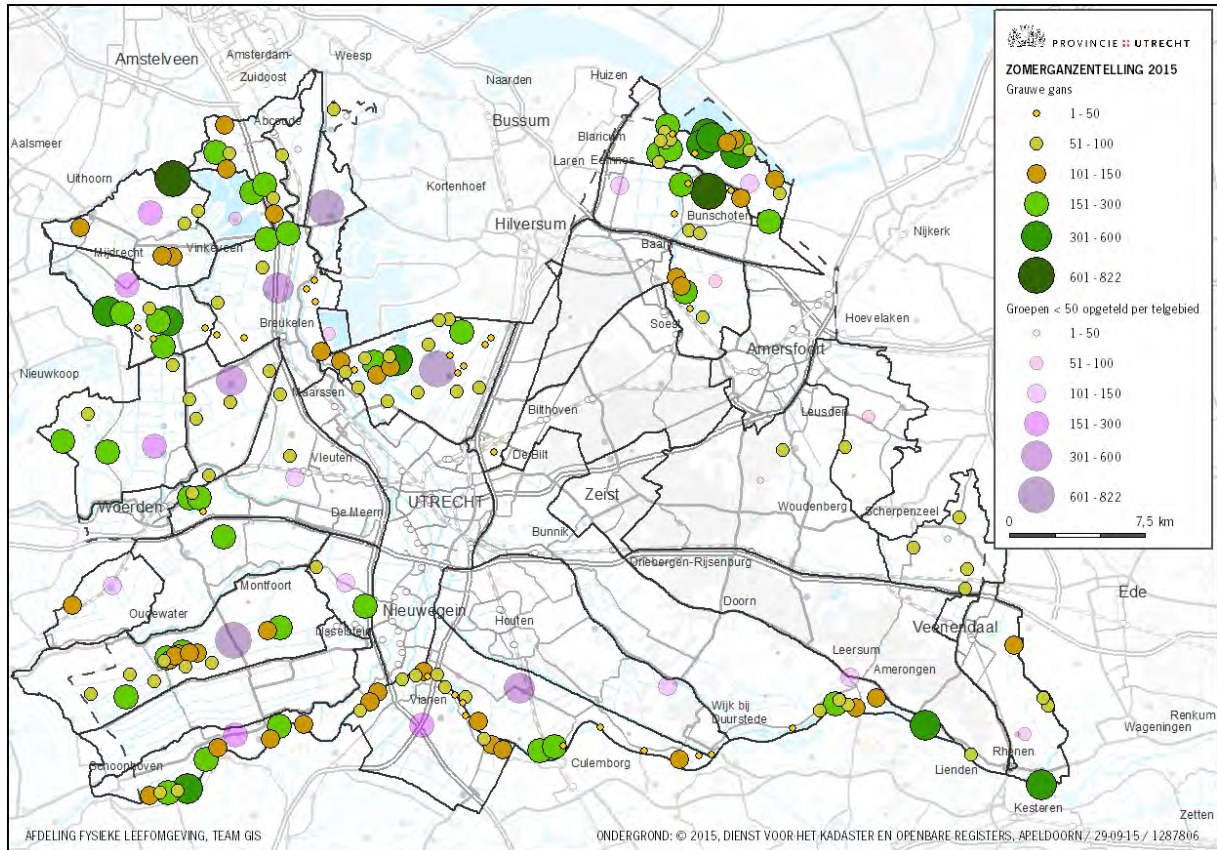 Amstelveen
Amsterdam-
Zuidoost
Weesp
Naarden
Huizen
Bussum
Blaricum
Laren
Eemnes
Abcoude
Aalsmeer
Uithoorn
Kortenhoef
Hilversum
Bunschoten
Nijkerk
Mijdrecht
Vinkeveen
Baarn
Breukelen
Soest
Hoevelaken
Amersfoort
Nieuwkoop
Maarssen
Bilthoven
Leusden
Vleuten
De Bilt
UTRECHT
Zeist
Woerden
De Meern
Bunnik
Woudenberg
Scherpenzeel
Driebergen-Rijsenburg
Ede
Montfoort
Oudewater
Nieuwegein
Houten
Doorn
IJsselstein
Veenendaal
Leersum
Amerongen
Vianen
Wijk bij
Duurstede
Renkum
Wageningen
Schoonhoven
Culemborg
Rhenen
Lienden
Kesteren
Zetten
PROVINCIE :: UTRECHT
ZOMERGANZENTELLING 2015
Grauwe gans
1 - 50
51 - 100
101 - 150
151 - 300
301 - 600
601 - 822
Groepen < 50 opgeteld per telgebied
1 - 50
51 - 100
101 - 150
151 - 300
301 - 600
601 - 822
0 7,5 km
AFDELING FYSIEKE LEEFOMGEVING, TEAM GIS
ONDERGROND: © 2015, DIENST VOOR HET KADASTER EN OPENBARE REGISTERS, APELDOORN / 29-09-15 / 1287806